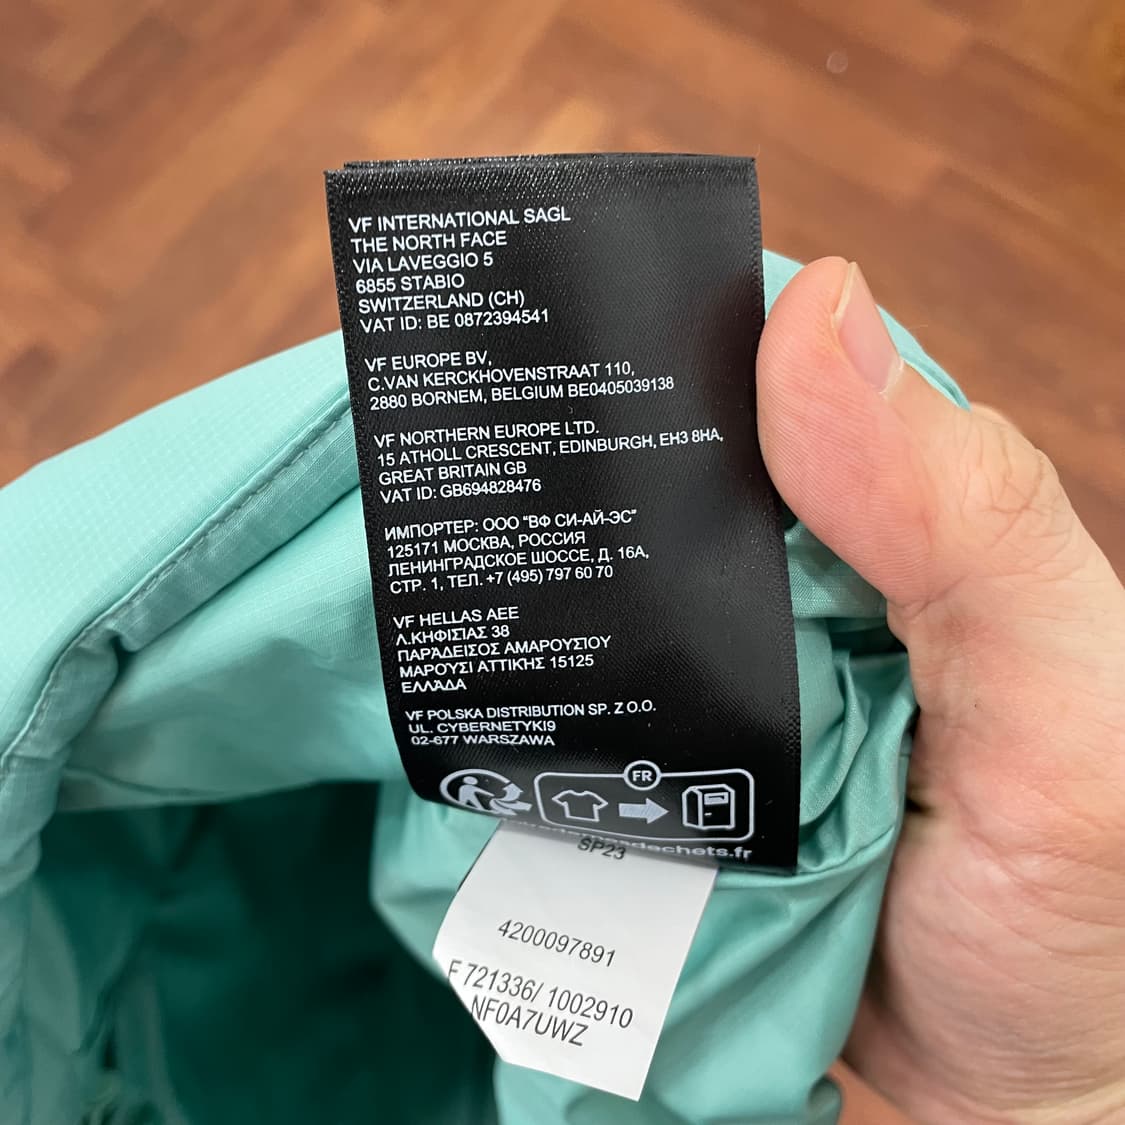 VF INTERNATIONAL SAGL
THE NORTH FACE
VIA LAVEGGIO 5
6855 STABIO
SWITZERLAND (CH)
VAT ID: BE 0872394541
VF EUROPE BV,
C.VAN KERCKHOVENSTRAAT 110,
2880 BORNEM, BELGIUM BE0405039138
VF NORTHERN EUROPE LTD.
15 ATHOLL CRESCENT, EDINBURGH, EH3 8HA,
GREAT BRITAIN GB
VAT ID: GB694828476
ИМПОРТЕР: ООО “ВФ СИ-АЙ-ЭС”
125171 МОСКВА, РОССИЯ
ЛЕНИНГРАДСКОЕ ШОССЕ, Д. 16А,
СТР. 1, ТЕЛ. +7 (495) 797 60 70
VF HELLAS AEE
Λ.ΚΗΦΙΣΙΑΣ 38
ΠΑΡΆΔΕΙΣΟΣ ΑΜΑΡΟΥΣΙΟΥ
ΜΑΡΟΥΣΙ ΑΤΤΙΚΗΣ 15125
ΕΛΛΑΔΑ
VF POLSKA DISTRIBUTION SP. Z O.O.
UL. CYBERNETYKI9
02-677 WARSZAWA
FR
SP23
4200097891
F 721336/ 1002910
NF0A7UWZ